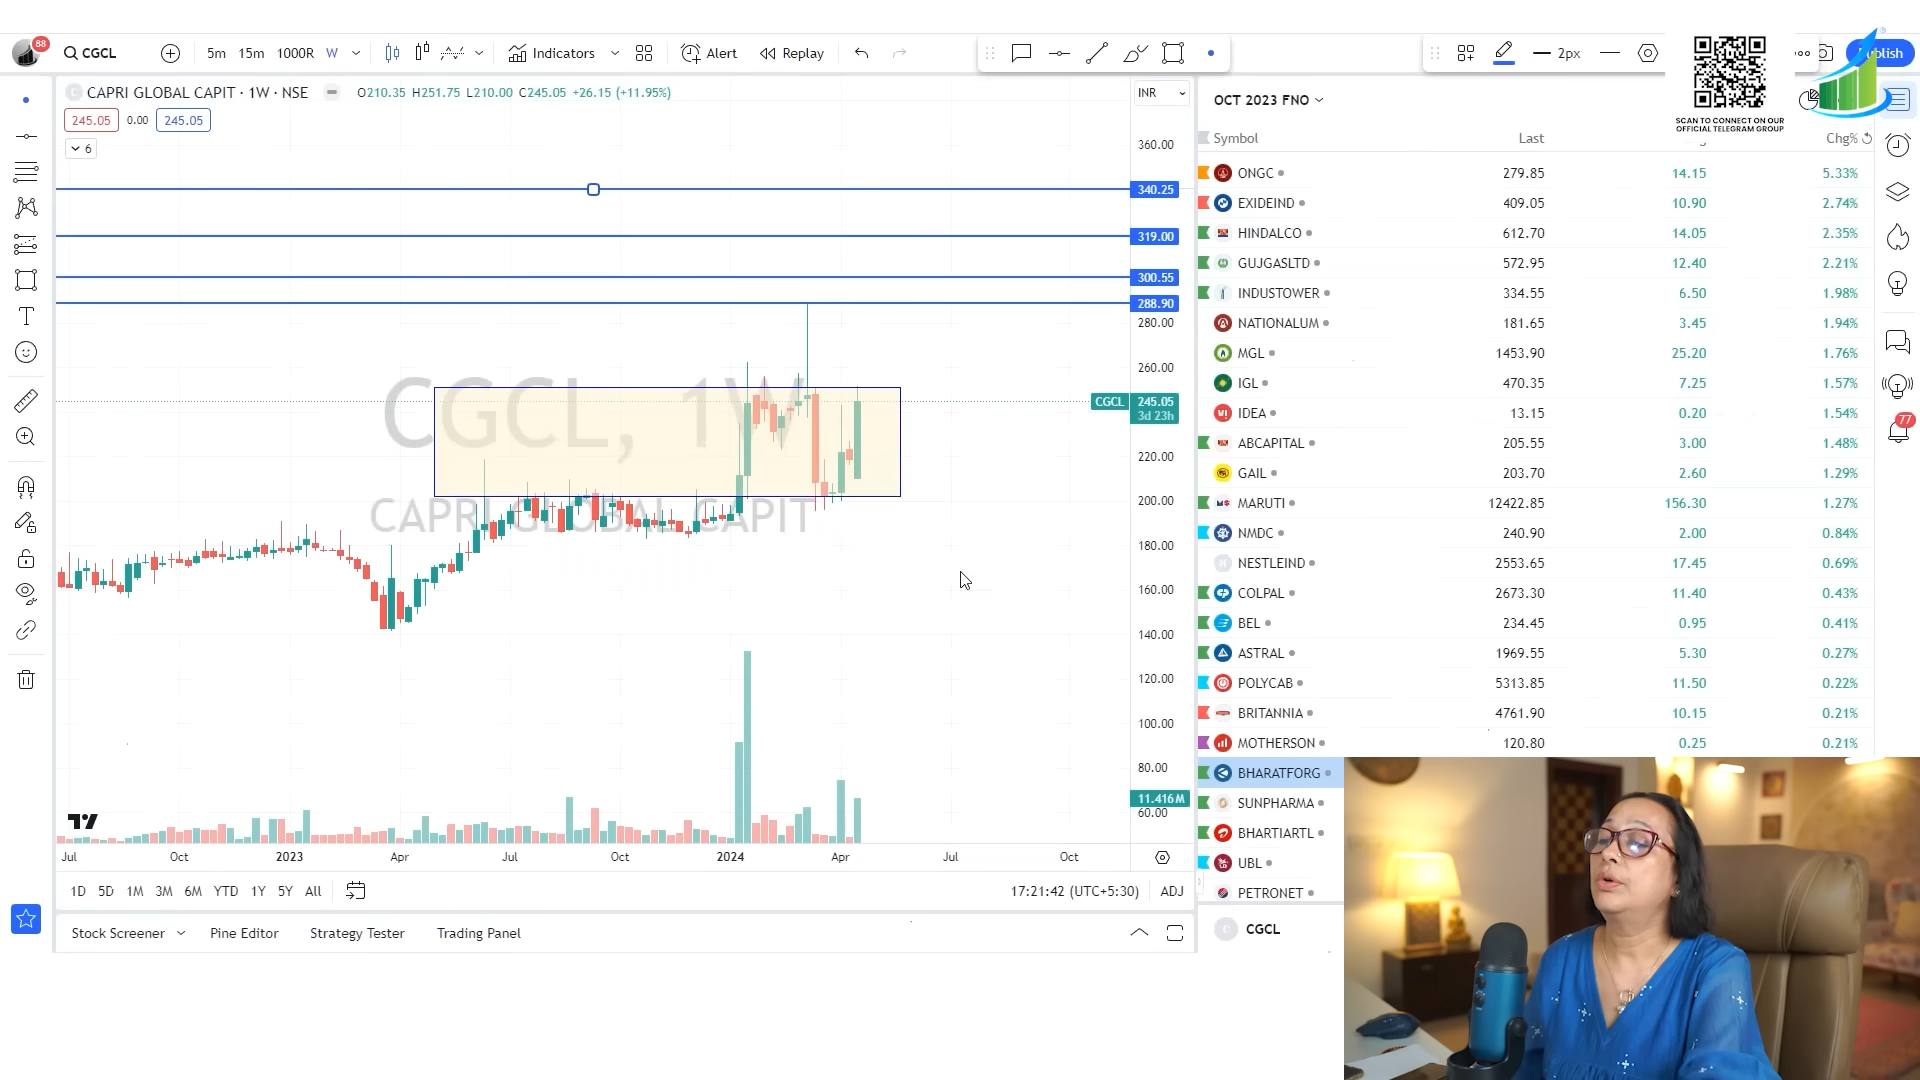 88 CGCL 5m 15m 1000R W Indicators Alert Replay 2px Publish
SCAN TO CONNECT ON OUR
OFFICIAL TELEGRAM GROUP
CAPRI GLOBAL CAPIT · 1W · NSE O210.35 H251.75 L210.00 C245.05 +26.15 (+11.95%)
INR
245.05 0.00 245.05
6
360.00
340.25
319.00
300.55
288.90
280.00
260.00
CGCL 245.05
3d 23h
220.00
200.00
180.00
160.00
140.00
120.00
100.00
80.00
11.416M
60.00
CGCL, 1W
CAPRI GLOBAL CAPIT
Jul Oct 2023 Apr Jul Oct 2024 Apr Jul Oct
1D 5D 1M 3M 6M YTD 1Y 5Y All 17:21:42 (UTC+5:30) ADJ
Stock Screener Pine Editor Strategy Tester Trading Panel
OCT 2023 FNO
Symbol Last Chg%
ONGC 279.85 14.15 5.33%
EXIDEIND 409.05 10.90 2.74%
HINDALCO 612.70 14.05 2.35%
GUJGASLTD 572.95 12.40 2.21%
INDUSTOWER 334.55 6.50 1.98%
NATIONALUM 181.65 3.45 1.94%
MGL 1453.90 25.20 1.76%
IGL 470.35 7.25 1.57%
IDEA 13.15 0.20 1.54%
ABCAPITAL 205.55 3.00 1.48%
GAIL 203.70 2.60 1.29%
MARUTI 12422.85 156.30 1.27%
NMDC 240.90 2.00 0.84%
NESTLEIND 2553.65 17.45 0.69%
COLPAL 2673.30 11.40 0.43%
BEL 234.45 0.95 0.41%
ASTRAL 1969.55 5.30 0.27%
POLYCAB 5313.85 11.50 0.22%
BRITANNIA 4761.90 10.15 0.21%
MOTHERSON 120.80 0.25 0.21%
BHARATFORG
SUNPHARMA
BHARTIARTL
UBL
PETRONET
CGCL
77